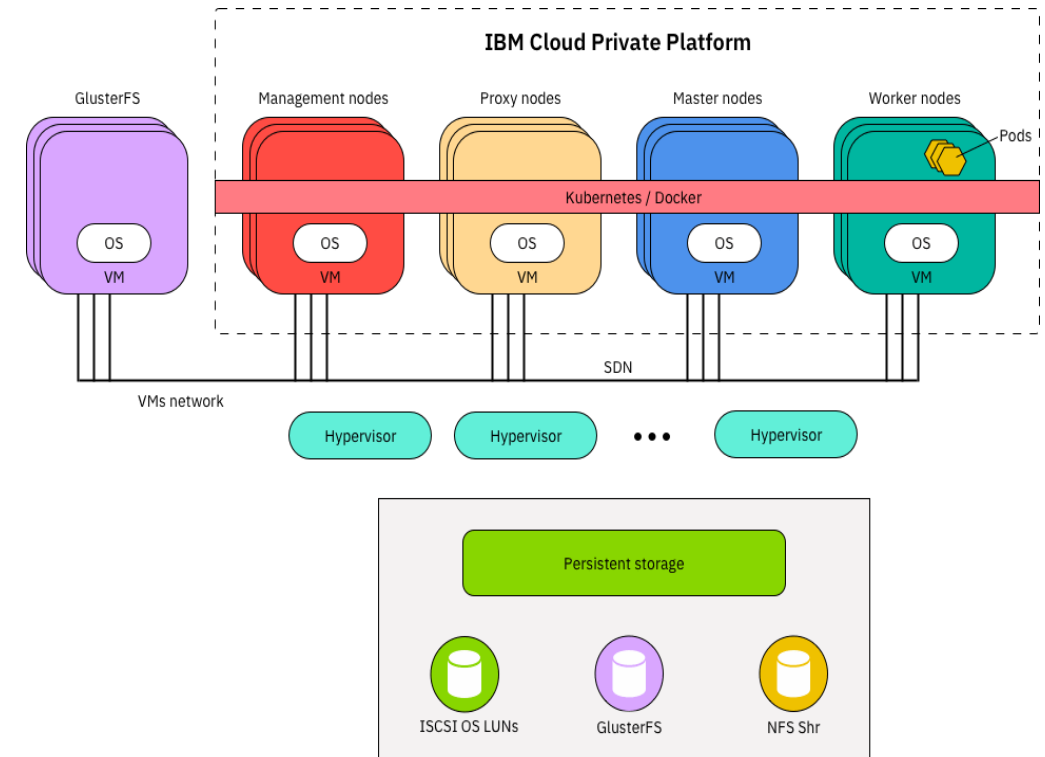 IBM Cloud Private Platform
GlusterFS
Management nodes
Proxy nodes
Master nodes
Worker nodes
Pods
Kubernetes / Docker
OS
OS
OS
OS
OS
VM
VM
VM
VM
VM
SDN
VMs network
Hypervisor
Hypervisor
•••
Hypervisor
Persistent storage
ISCSI OS LUNs
GlusterFS
NFS Shr